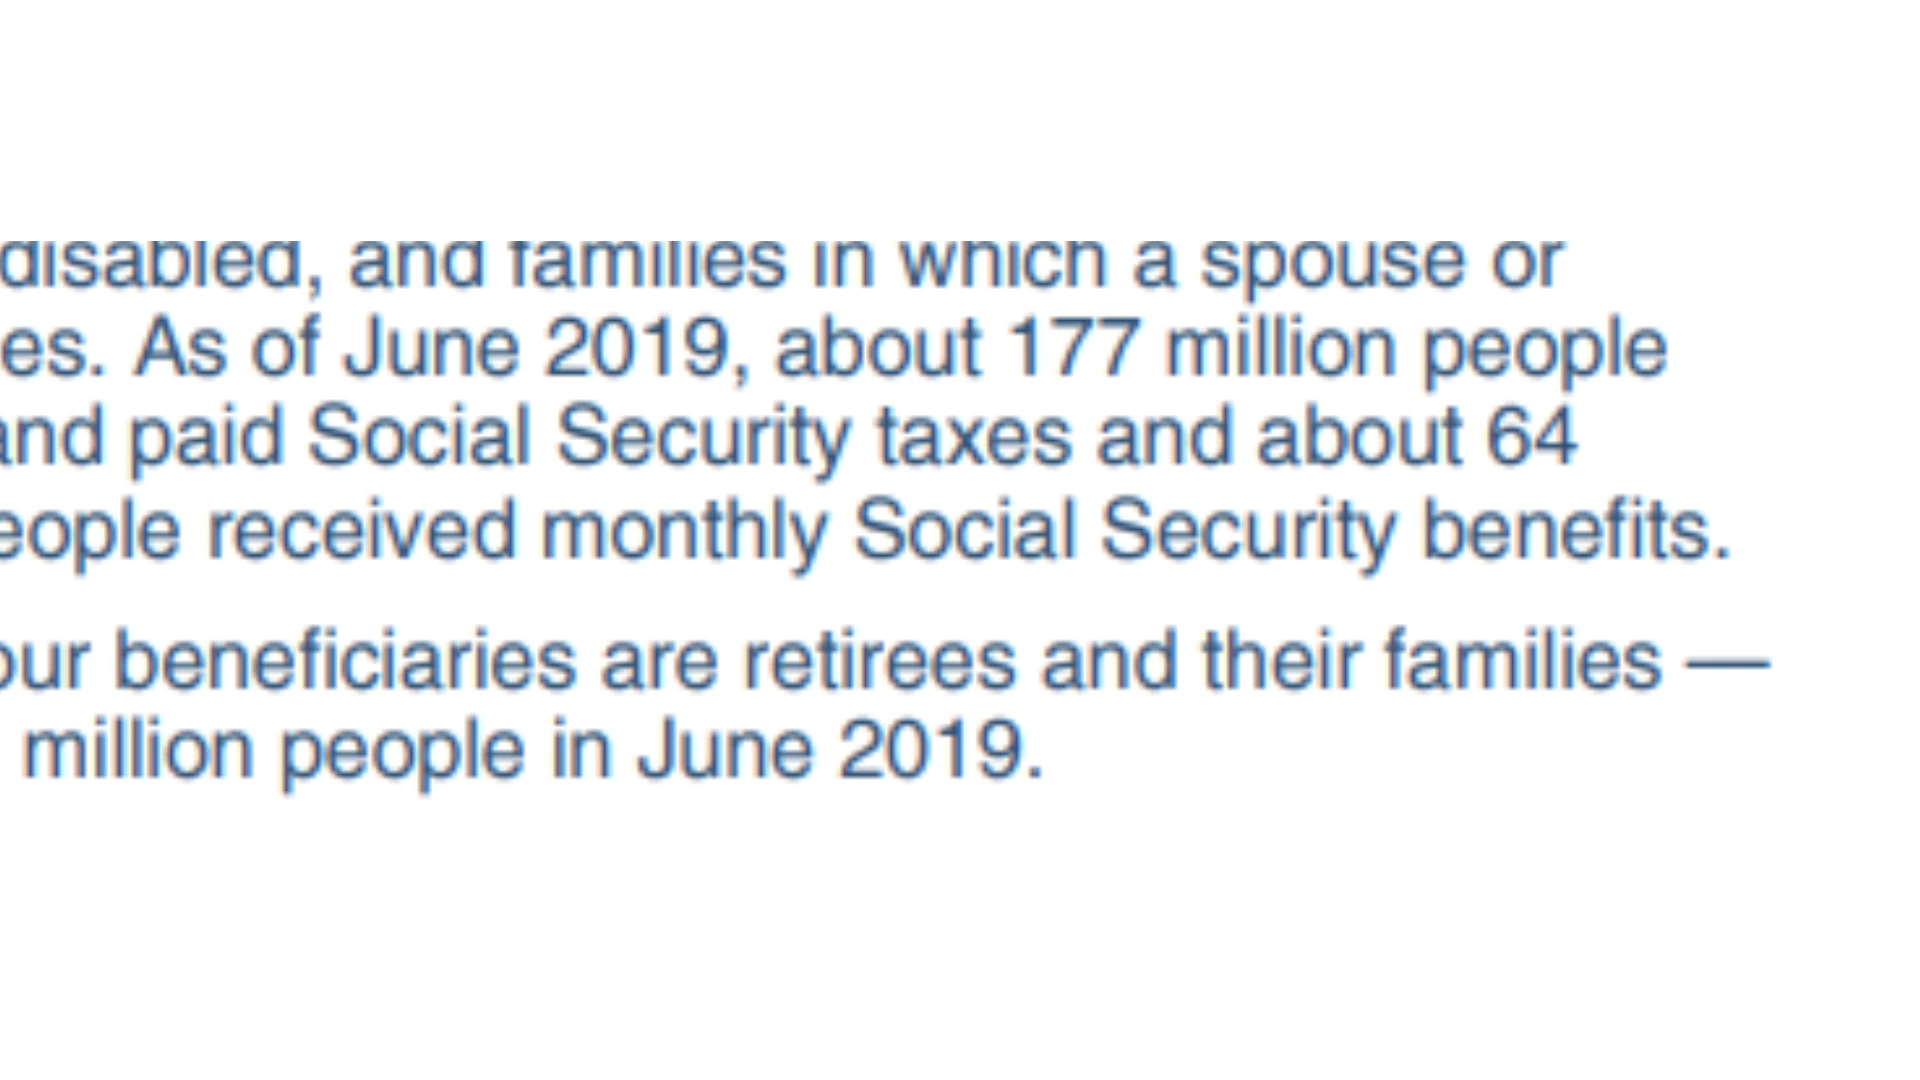 disabled, and families in which a spouse or
es. As of June 2019, about 177 million people
and paid Social Security taxes and about 64
eople received monthly Social Security benefits.
our beneficiaries are retirees and their families —
million people in June 2019.